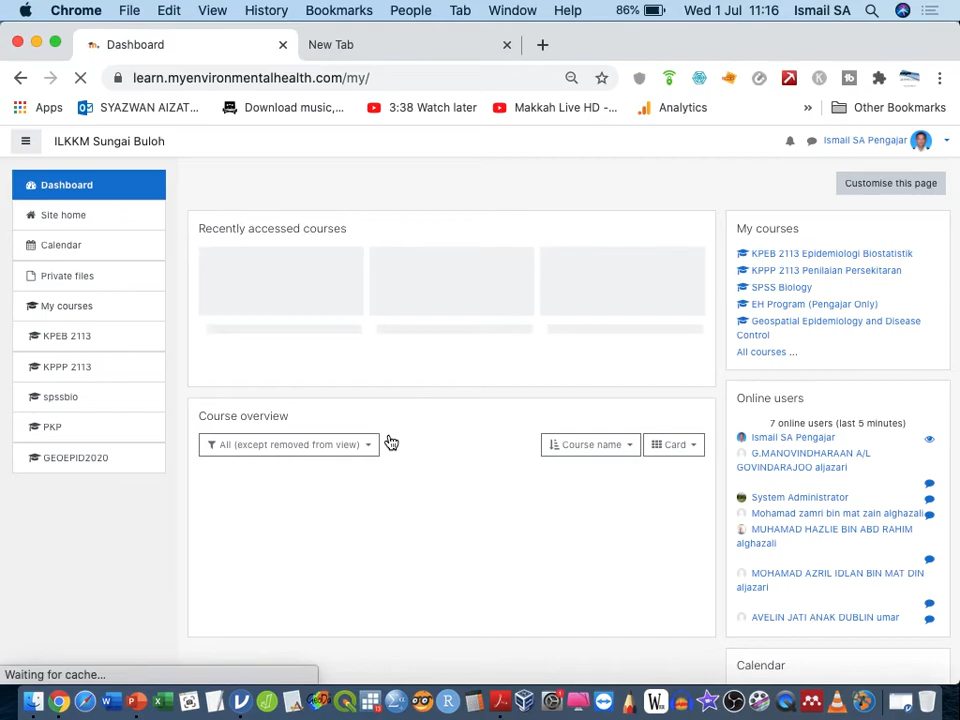 Chrome File Edit View History Bookmarks People Tab Window Help 86% Wed 1 Jul 11:16 Ismail SA
Dashboard New Tab
learn.myenvironmentalhealth.com/my/
Apps SYAZWAN AIZAT... Download music,... 3:38 Watch later Makkah Live HD -... Analytics » Other Bookmarks
ILKKM Sungai Buloh Ismail SA Pengajar
Customise this page
Dashboard
Site home
Calendar
Private files
My courses
KPEB 2113
KPPP 2113
spssbio
PKP
GEOEPID2020
Recently accessed courses
Course overview
All (except removed from view) Course name Card
My courses
KPEB 2113 Epidemiologi Biostatistik
KPPP 2113 Penilaian Persekitaran
SPSS Biology
EH Program (Pengajar Only)
Geospatial Epidemiology and Disease
Control
All courses ...
Online users
7 online users (last 5 minutes)
Ismail SA Pengajar
G.MANOVINDHARAAN A/L
GOVINDARAJOO aljazari
System Administrator
Mohamad zamri bin mat zain alghazali
MUHAMAD HAZLIE BIN ABD RAHIM
alghazali
MOHAMAD AZRIL IDLAN BIN MAT DIN
aljazari
AVELIN JATI ANAK DUBLIN umar
Calendar
Waiting for cache...